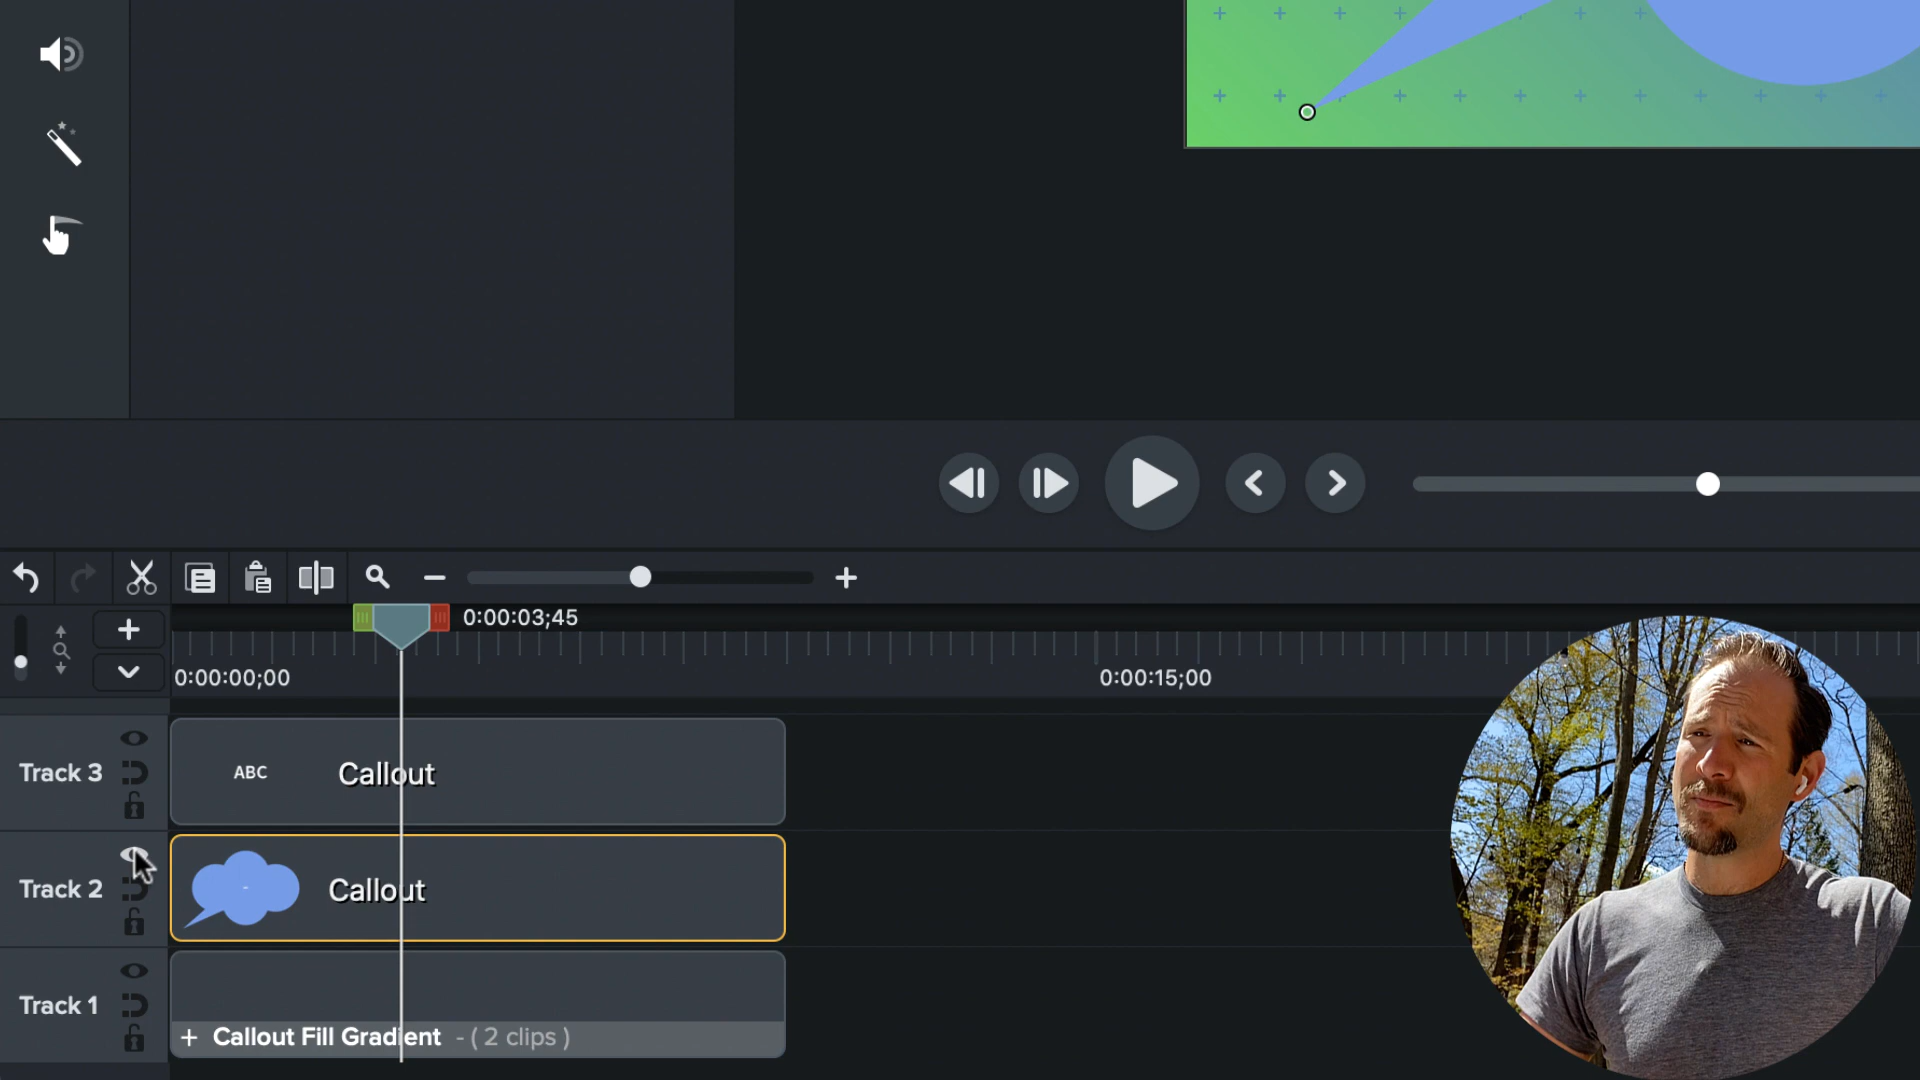 0:00:03;45
0:00:00;00
0:00:15;00
Track 3
ABC
Callout
Track 2
Callout
Track 1
+ Callout Fill Gradient - ( 2 clips )